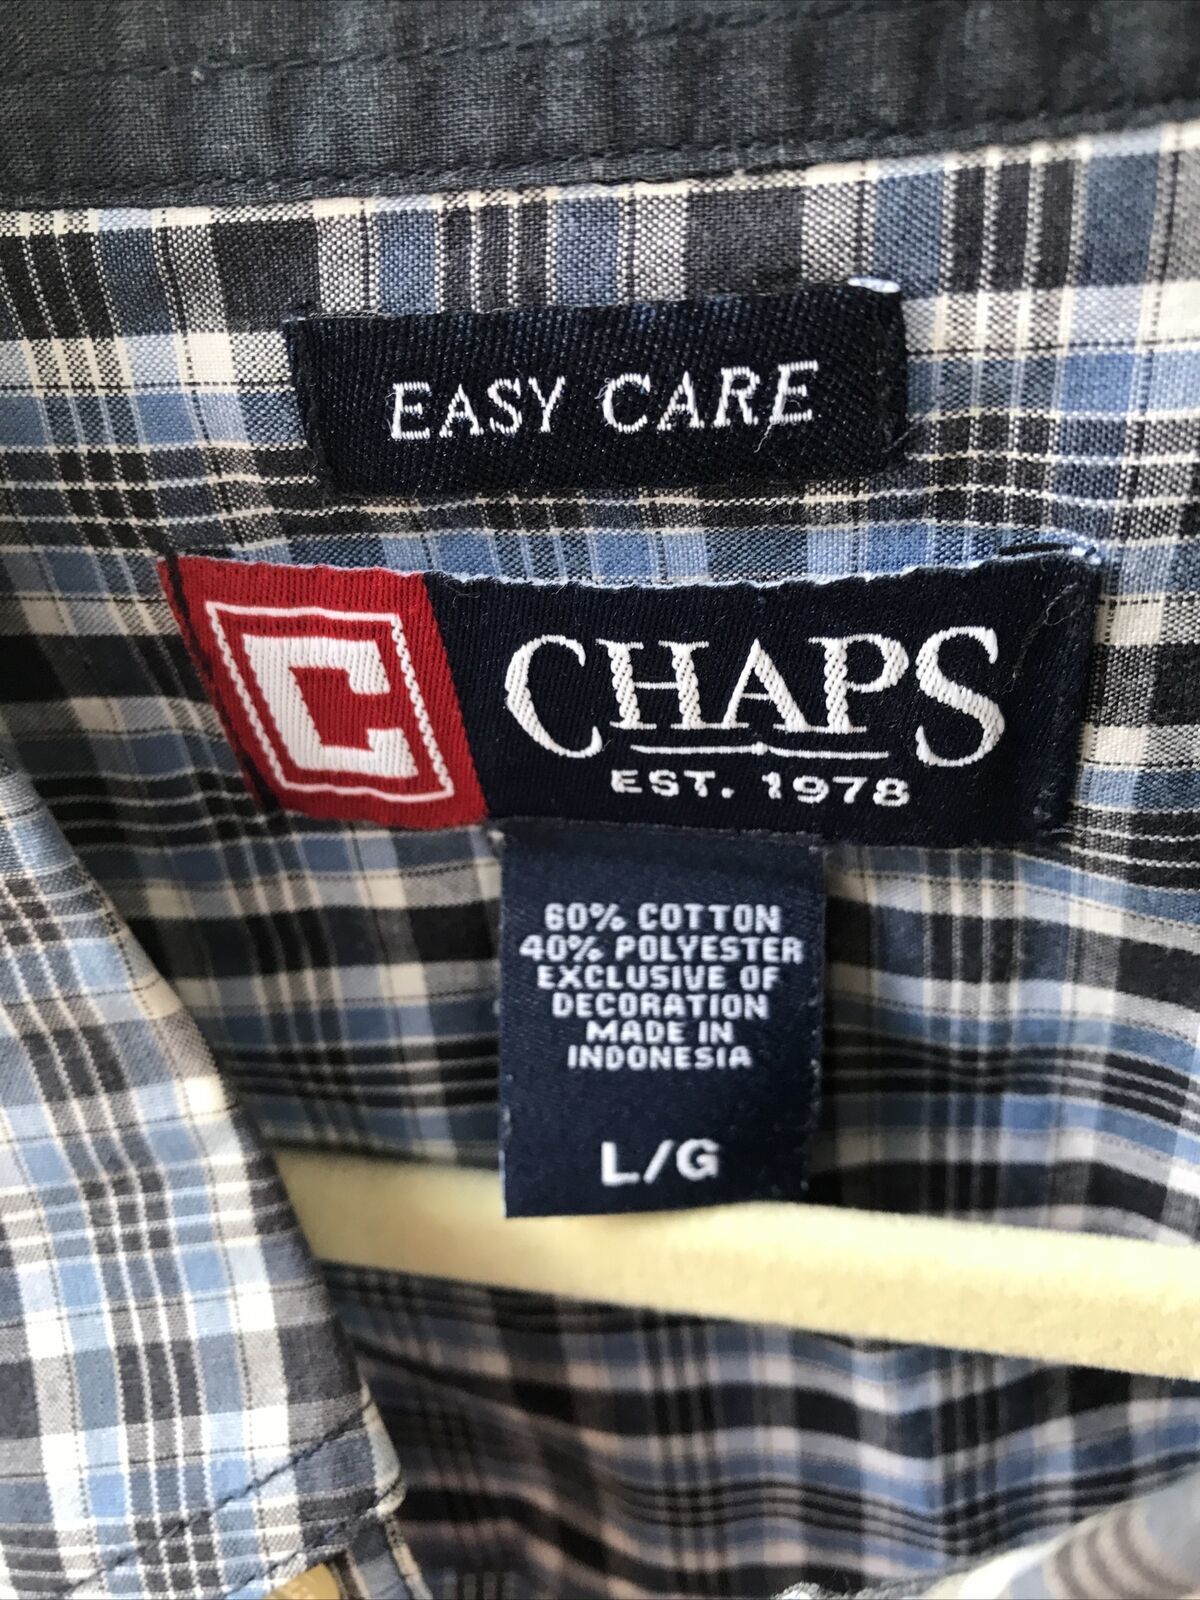 EASY CARE
C CHAPS
EST. 1978
60% COTTON
40% POLYESTER
EXCLUSIVE OF
DECORATION
MADE IN
INDONESIA
L/G